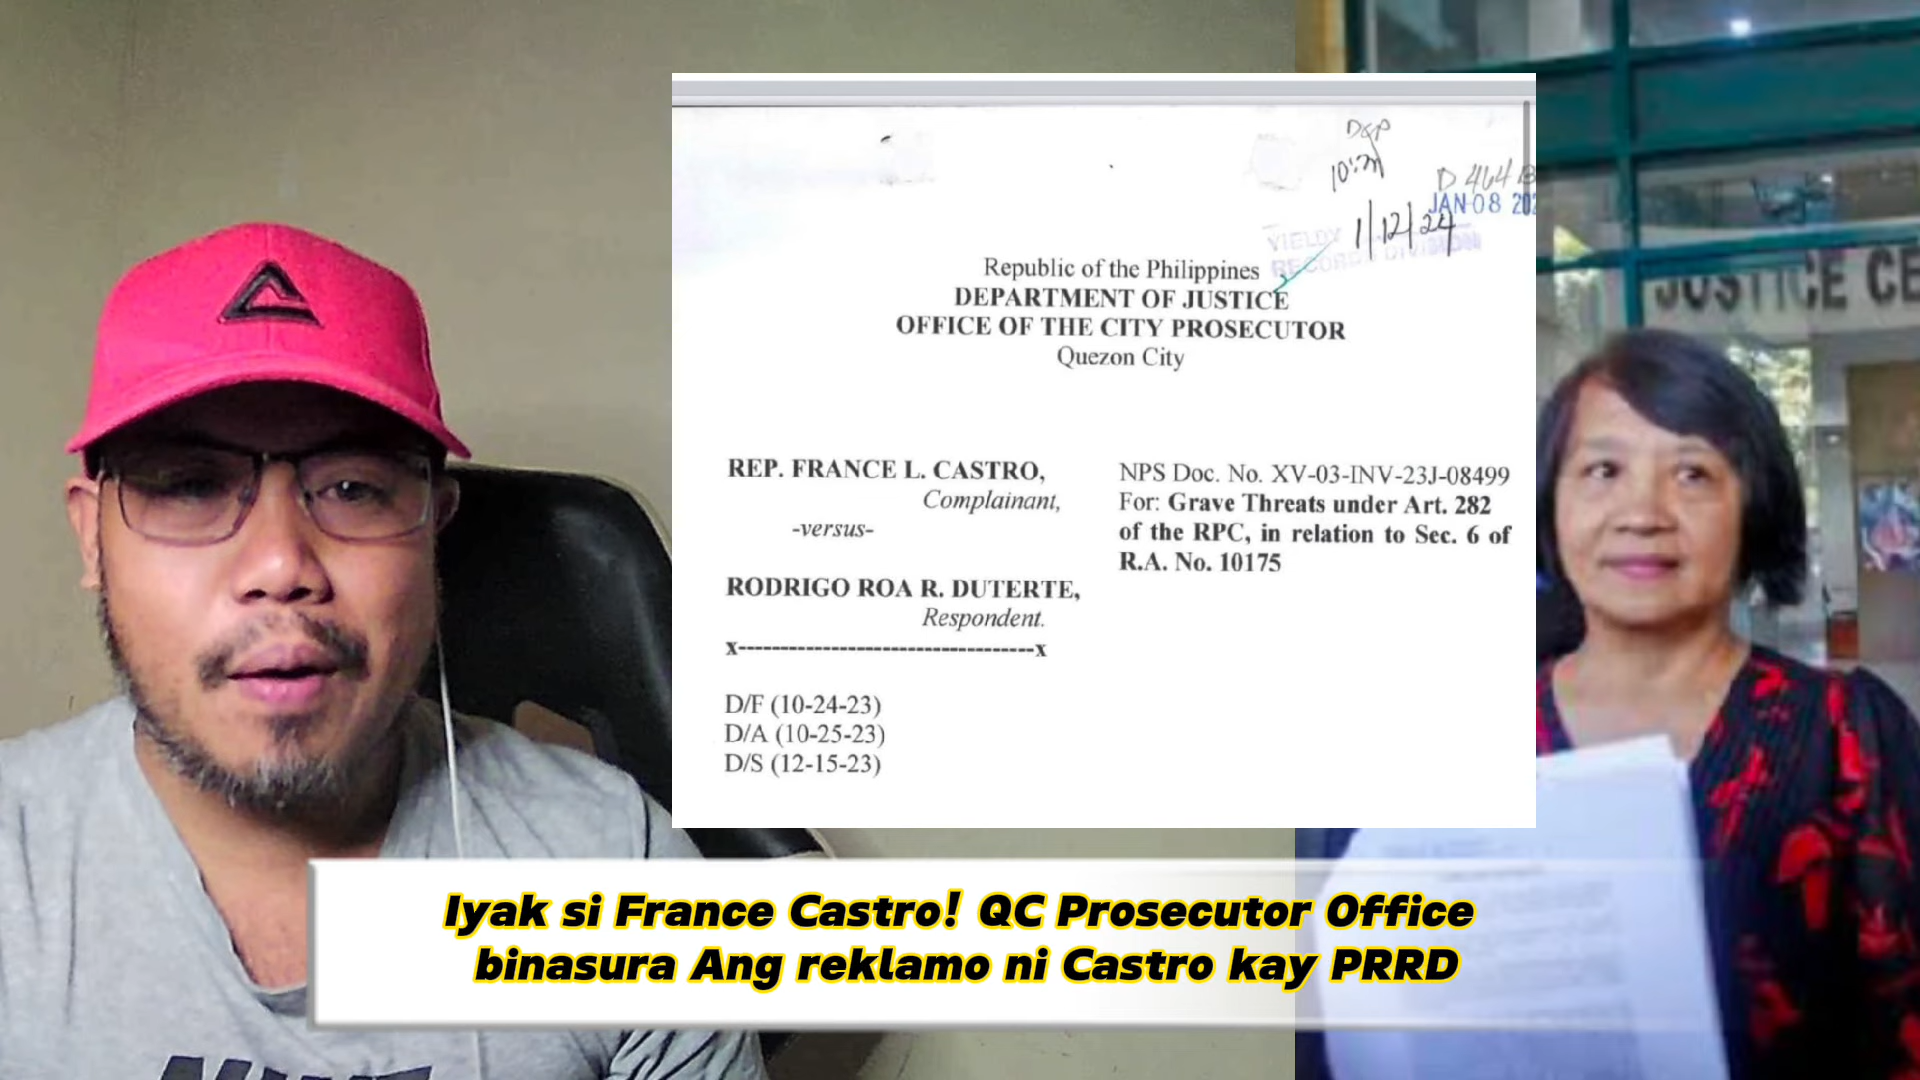 D 464
JAN 08 202
1/12/24
RECORDS DIVISION
Republic of the Philippines
DEPARTMENT OF JUSTICE
OFFICE OF THE CITY PROSECUTOR
Quezon City
REP. FRANCE L. CASTRO,
Complainant,
-versus-
RODRIGO ROA R. DUTERTE,
Respondent.
x----------------------------------x
NPS Doc. No. XV-03-INV-23J-08499
For: Grave Threats under Art. 282
of the RPC, in relation to Sec. 6 of
R.A. No. 10175
D/F (10-24-23)
D/A (10-25-23)
D/S (12-15-23)
JUSTICE CE
Iyak si France Castro! QC Prosecutor Office
binasura Ang reklamo ni Castro kay PRRD